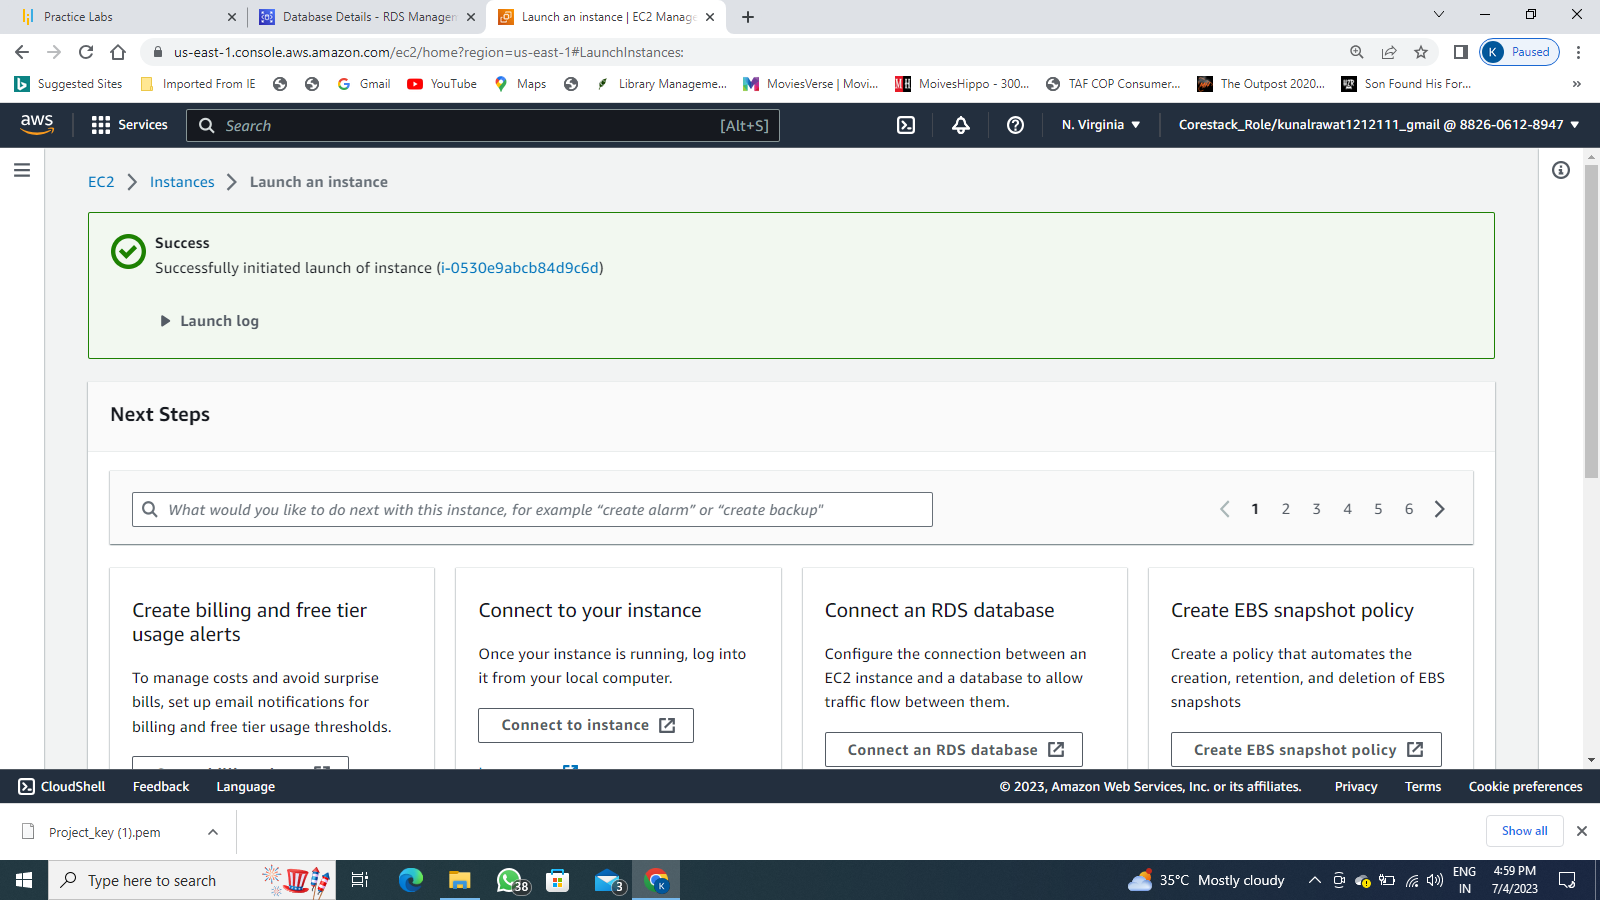 Practice Labs
Database Details - RDS Managem
Launch an instance | EC2 Manage
us-east-1.console.aws.amazon.com/ec2/home?region=us-east-1#LaunchInstances:
K Paused
Suggested Sites
Imported From IE
Gmail
YouTube
Maps
Library Manageme...
MoviesVerse | Movi...
MoivesHippo - 300...
TAF COP Consumer...
The Outpost 2020...
Son Found His For...
»
aws
Services
Search [Alt+S]
N. Virginia
Corestack_Role/kunalrawat1212111_gmail @ 8826-0612-8947
EC2 > Instances > Launch an instance
Success
Successfully initiated launch of instance (i-0530e9abcb84d9c6d)
Launch log
Next Steps
What would you like to do next with this instance, for example “create alarm” or “create backup"
1 2 3 4 5 6
Create billing and free tier
usage alerts
To manage costs and avoid surprise
bills, set up email notifications for
billing and free tier usage thresholds.
Connect to your instance
Once your instance is running, log into
it from your local computer.
Connect to instance
Connect an RDS database
Configure the connection between an
EC2 instance and a database to allow
traffic flow between them.
Connect an RDS database
Create EBS snapshot policy
Create a policy that automates the
creation, retention, and deletion of EBS
snapshots
Create EBS snapshot policy
CloudShell
Feedback
Language
© 2023, Amazon Web Services, Inc. or its affiliates.
Privacy
Terms
Cookie preferences
Project_key (1).pem
Show all
Type here to search
38
3
K
35°C Mostly cloudy
ENG
IN
4:59 PM
7/4/2023